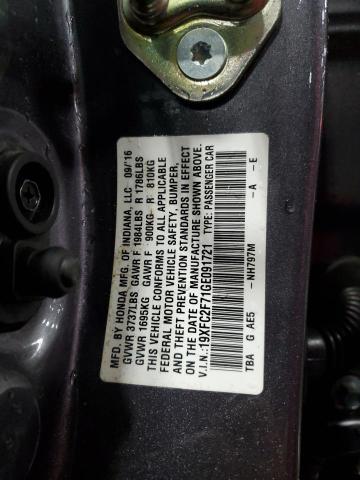 MFD. BY HONDA MFG. OF INDIANA, LLC 09/16
GVWR 3737LBS GAWR F 1984LBS R 1786LBS
GVWR 1695KG GAWR F 900KG R 810KG
THIS VEHICLE CONFORMS TO ALL APPLICABLE
FEDERAL MOTOR VEHICLE SAFETY, BUMPER,
AND THEFT PREVENTION STANDARDS IN EFFECT
ON THE DATE OF MANUFACTURE SHOWN ABOVE.
V.I.N.:19XFC2F71GE091721 TYPE: PASSENGER CAR
TBA G AE5 -NH797M -A -E